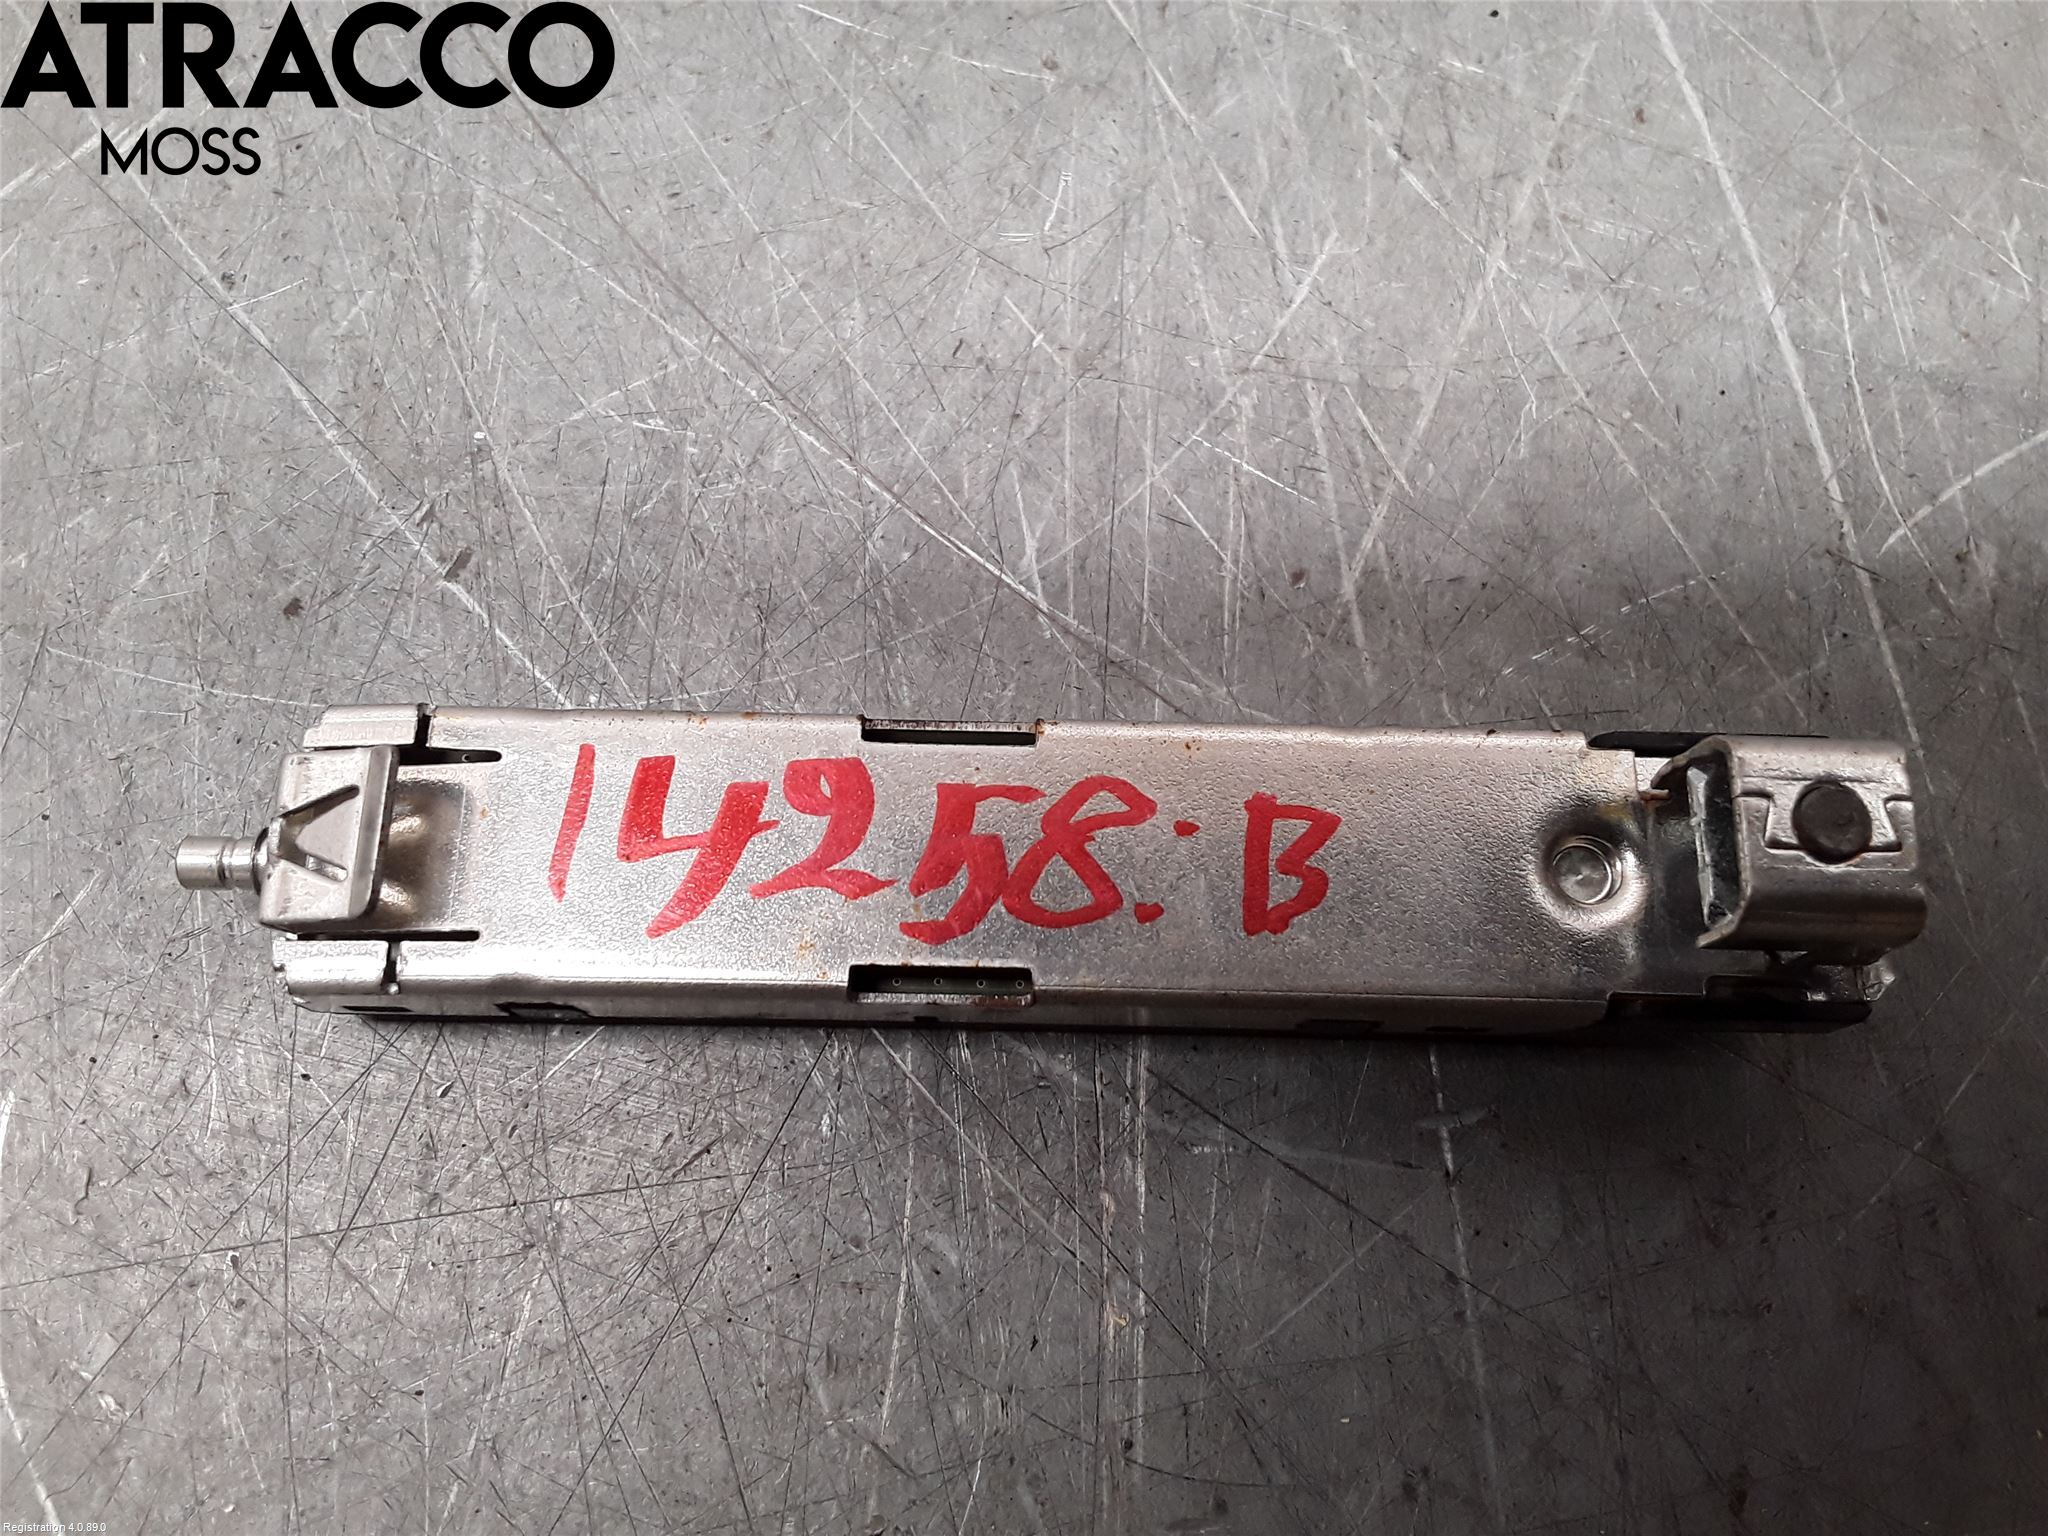 ATRACCO
MOSS
14258:B
Registration 4.0.89.0